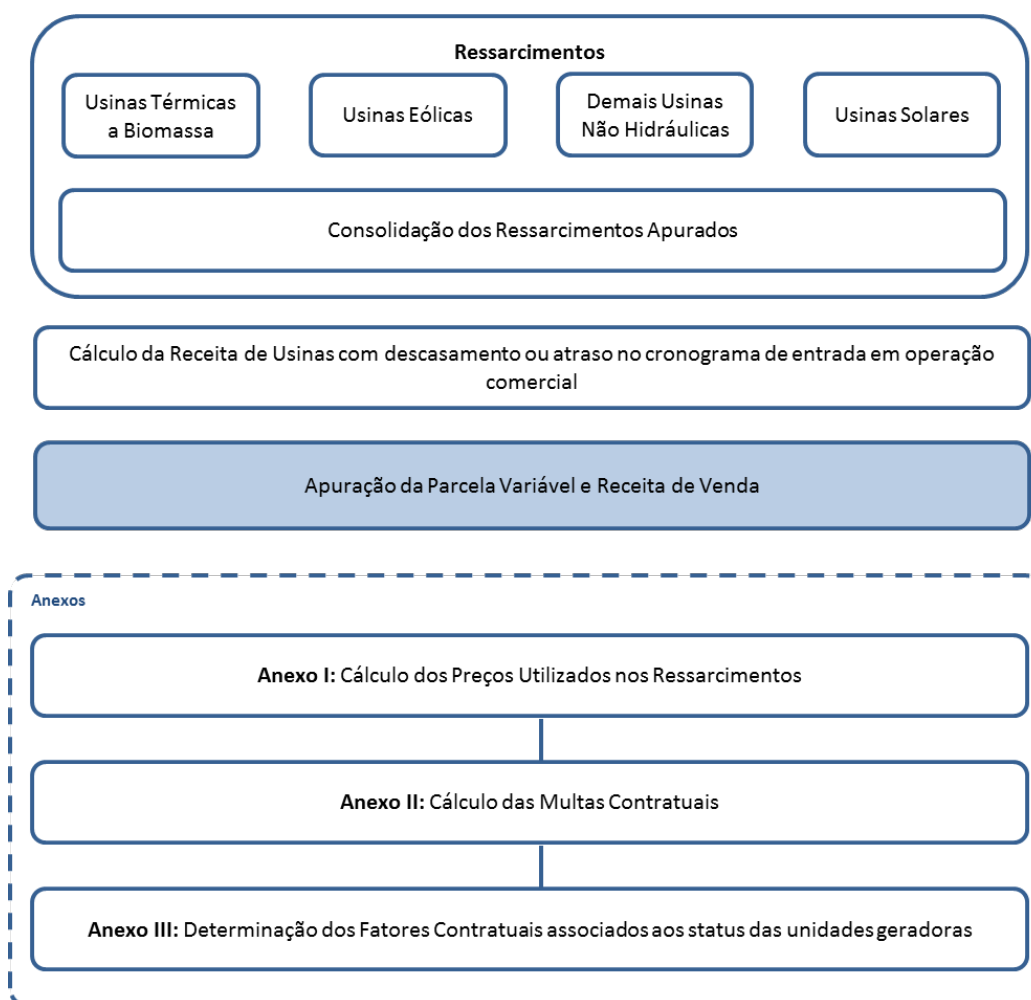 Ressarcimentos
Usinas Térmicas
a Biomassa
Usinas Eólicas
Demais Usinas
Não Hidráulicas
Usinas Solares
Consolidação dos Ressarcimentos Apurados
Cálculo da Receita de Usinas com descasamento ou atraso no cronograma de entrada em operação
comercial
Apuração da Parcela Variável e Receita de Venda
Anexos
Anexo I: Cálculo dos Preços Utilizados nos Ressarcimentos
Anexo II: Cálculo das Multas Contratuais
Anexo III: Determinação dos Fatores Contratuais associados aos status das unidades geradoras